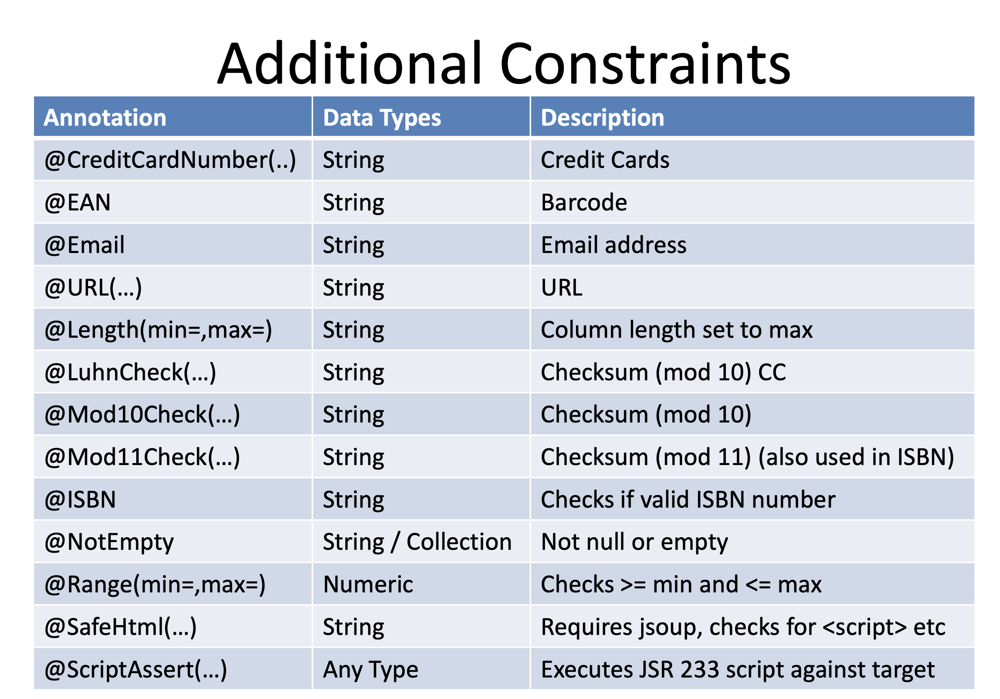 Additional Constraints
Annotation Data Types Description
@CreditCardNumber(..) String Credit Cards
@EAN String Barcode
@Email String Email address
@URL(...) String URL
@Length(min=,max=) String Column length set to max
@LuhnCheck(...) String Checksum (mod 10) CC
@Mod10Check(...) String Checksum (mod 10)
@Mod11Check(...) String Checksum (mod 11) (also used in ISBN)
@ISBN String Checks if valid ISBN number
@NotEmpty String / Collection Not null or empty
@Range(min=,max=) Numeric Checks >= min and <= max
@SafeHtml(...) String Requires jsoup, checks for <script> etc
@ScriptAssert(...) Any Type Executes JSR 233 script against target